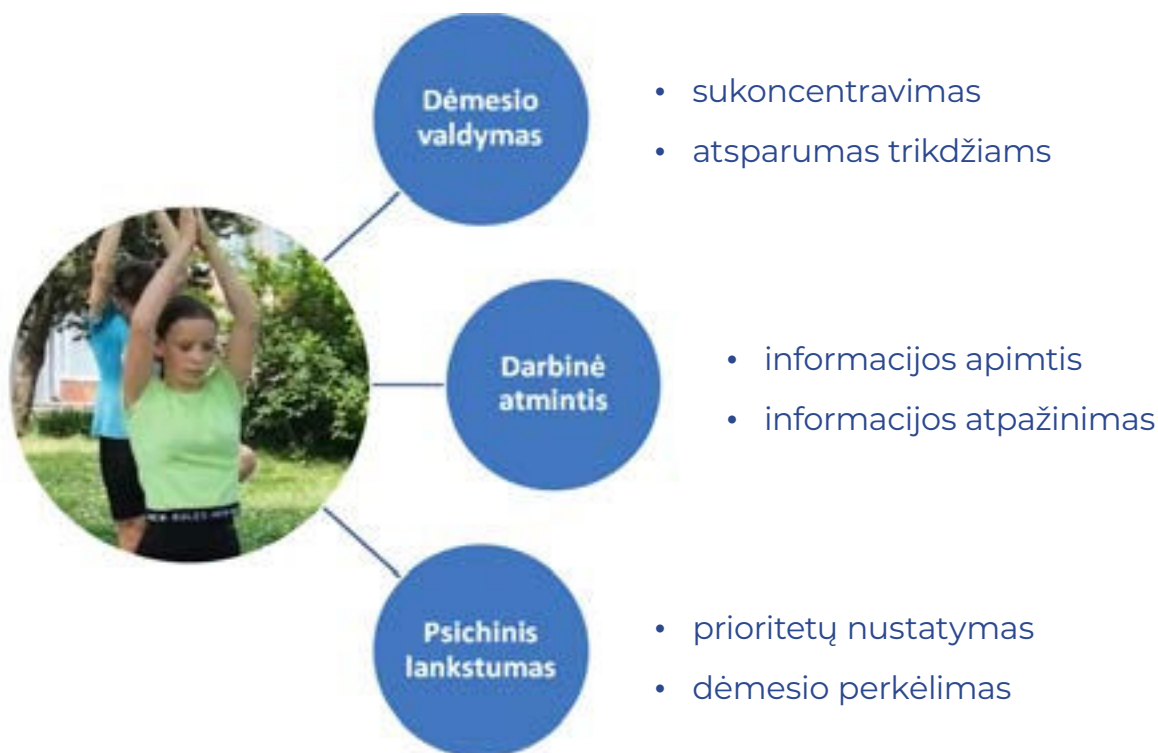 Dėmesio
valdymas
• sukoncentravimas
• atsparumas trikdžiams
Darbinė
atmintis
• informacijos apimtis
• informacijos atpažinimas
Psichinis
lankstumas
• prioritetų nustatymas
• dėmesio perkėlimas